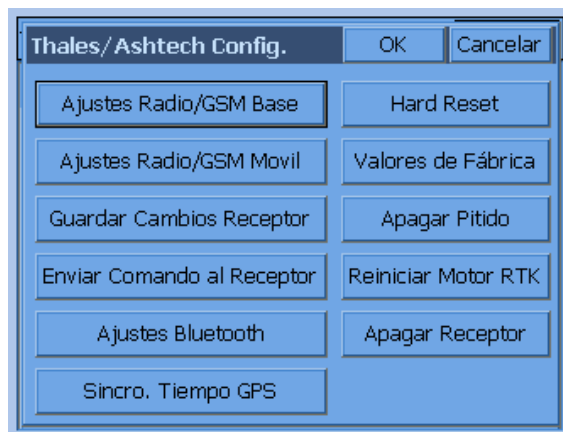 Thales/Ashtech Config. OK Cancelar
Ajustes Radio/GSM Base Hard Reset
Ajustes Radio/GSM Movil Valores de Fábrica
Guardar Cambios Receptor Apagar Pitido
Enviar Comando al Receptor Reiniciar Motor RTK
Ajustes Bluetooth Apagar Receptor
Sincro. Tiempo GPS